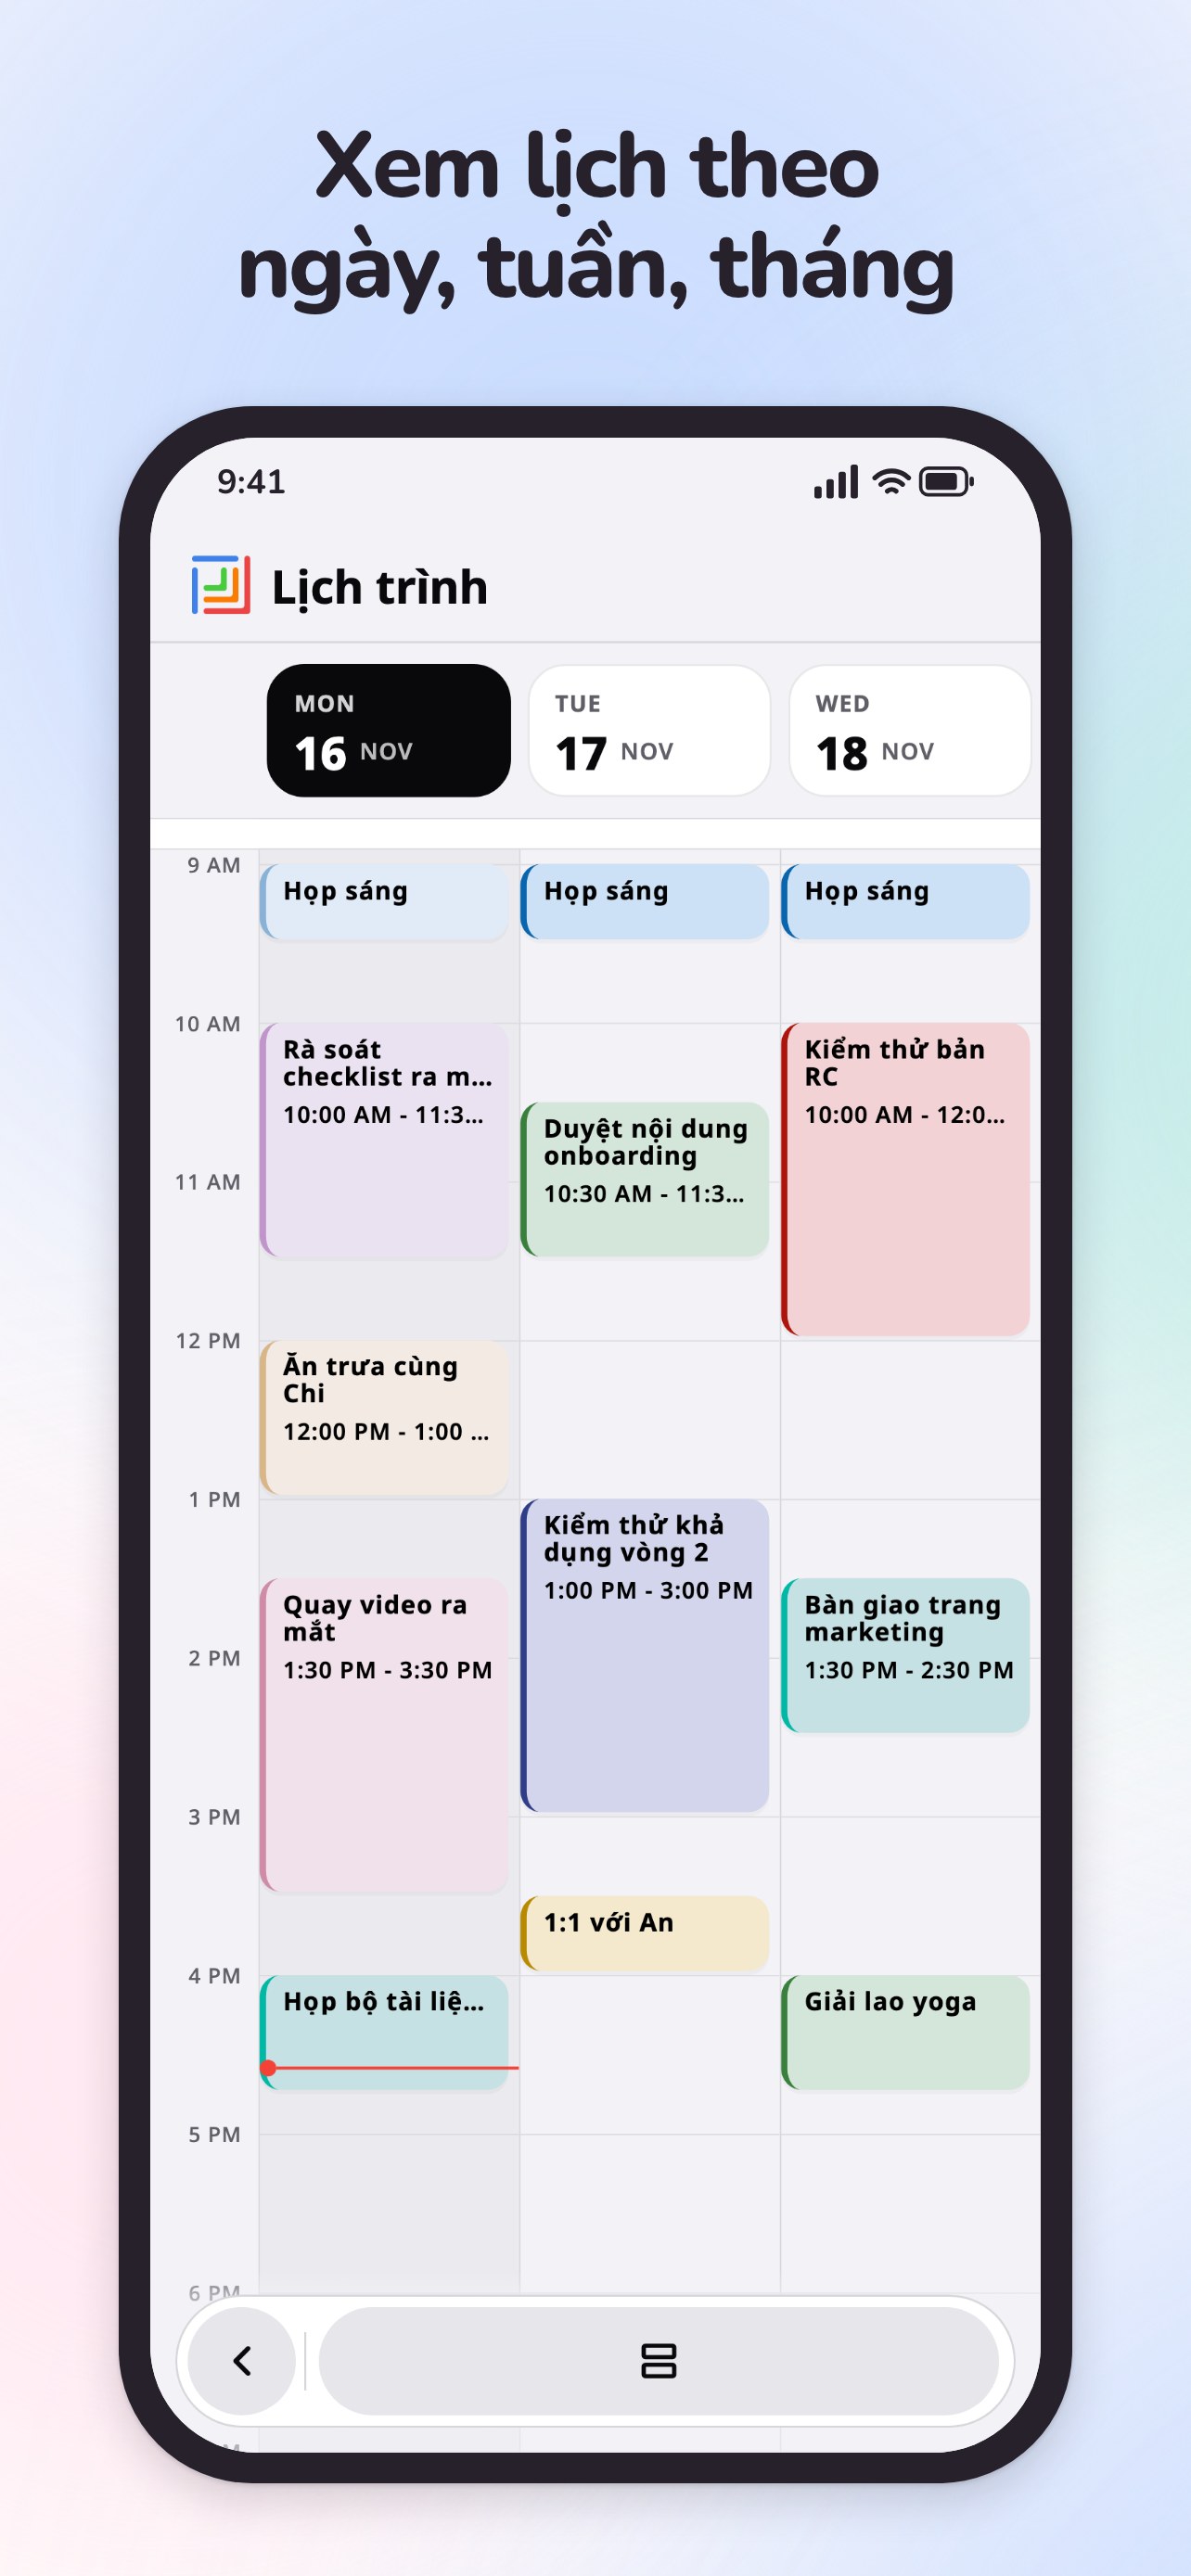 Xem lịch theo
ngày, tuần, tháng
9:41
Lịch trình
MON
16 NOV
TUE
17 NOV
WED
18 NOV
9 AM
Họp sáng
Họp sáng
Họp sáng
10 AM
Rà soát
checklist ra m...
10:00 AM - 11:3...
Kiểm thử bản
RC
10:00 AM - 12:0...
Duyệt nội dung
onboarding
10:30 AM - 11:3...
11 AM
12 PM
Ăn trưa cùng
Chi
12:00 PM - 1:00 ...
1 PM
Kiểm thử khả
dụng vòng 2
1:00 PM - 3:00 PM
Quay video ra
mắt
1:30 PM - 3:30 PM
Bàn giao trang
marketing
1:30 PM - 2:30 PM
2 PM
3 PM
1:1 với An
4 PM
Họp bộ tài liệ...
Giải lao yoga
5 PM
6 PM